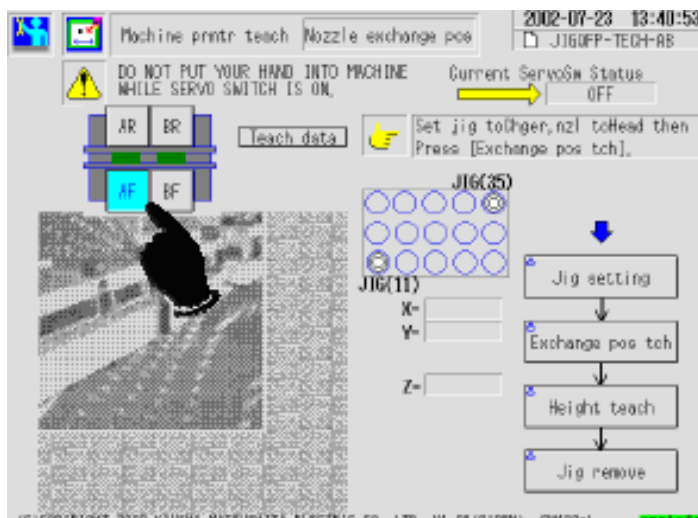 Machine prmtr teach
Nozzle exchange pos
2002-07-23 13:40:53
J16OFP-TECH-AB
DO NOT PUT YOUR HAND INTO MACHINE
WHILE SERVO SWITCH IS ON.
Current ServoSw Status
OFF
AR
BR
AF
BF
Teach data
Set jig toChger,nzl toHead then
Press [Exchange pos tch].
JIG(35)
JIG(11)
X=
Y=
Z=
Jig setting
Exchange pos tch
Height teach
Jig remove